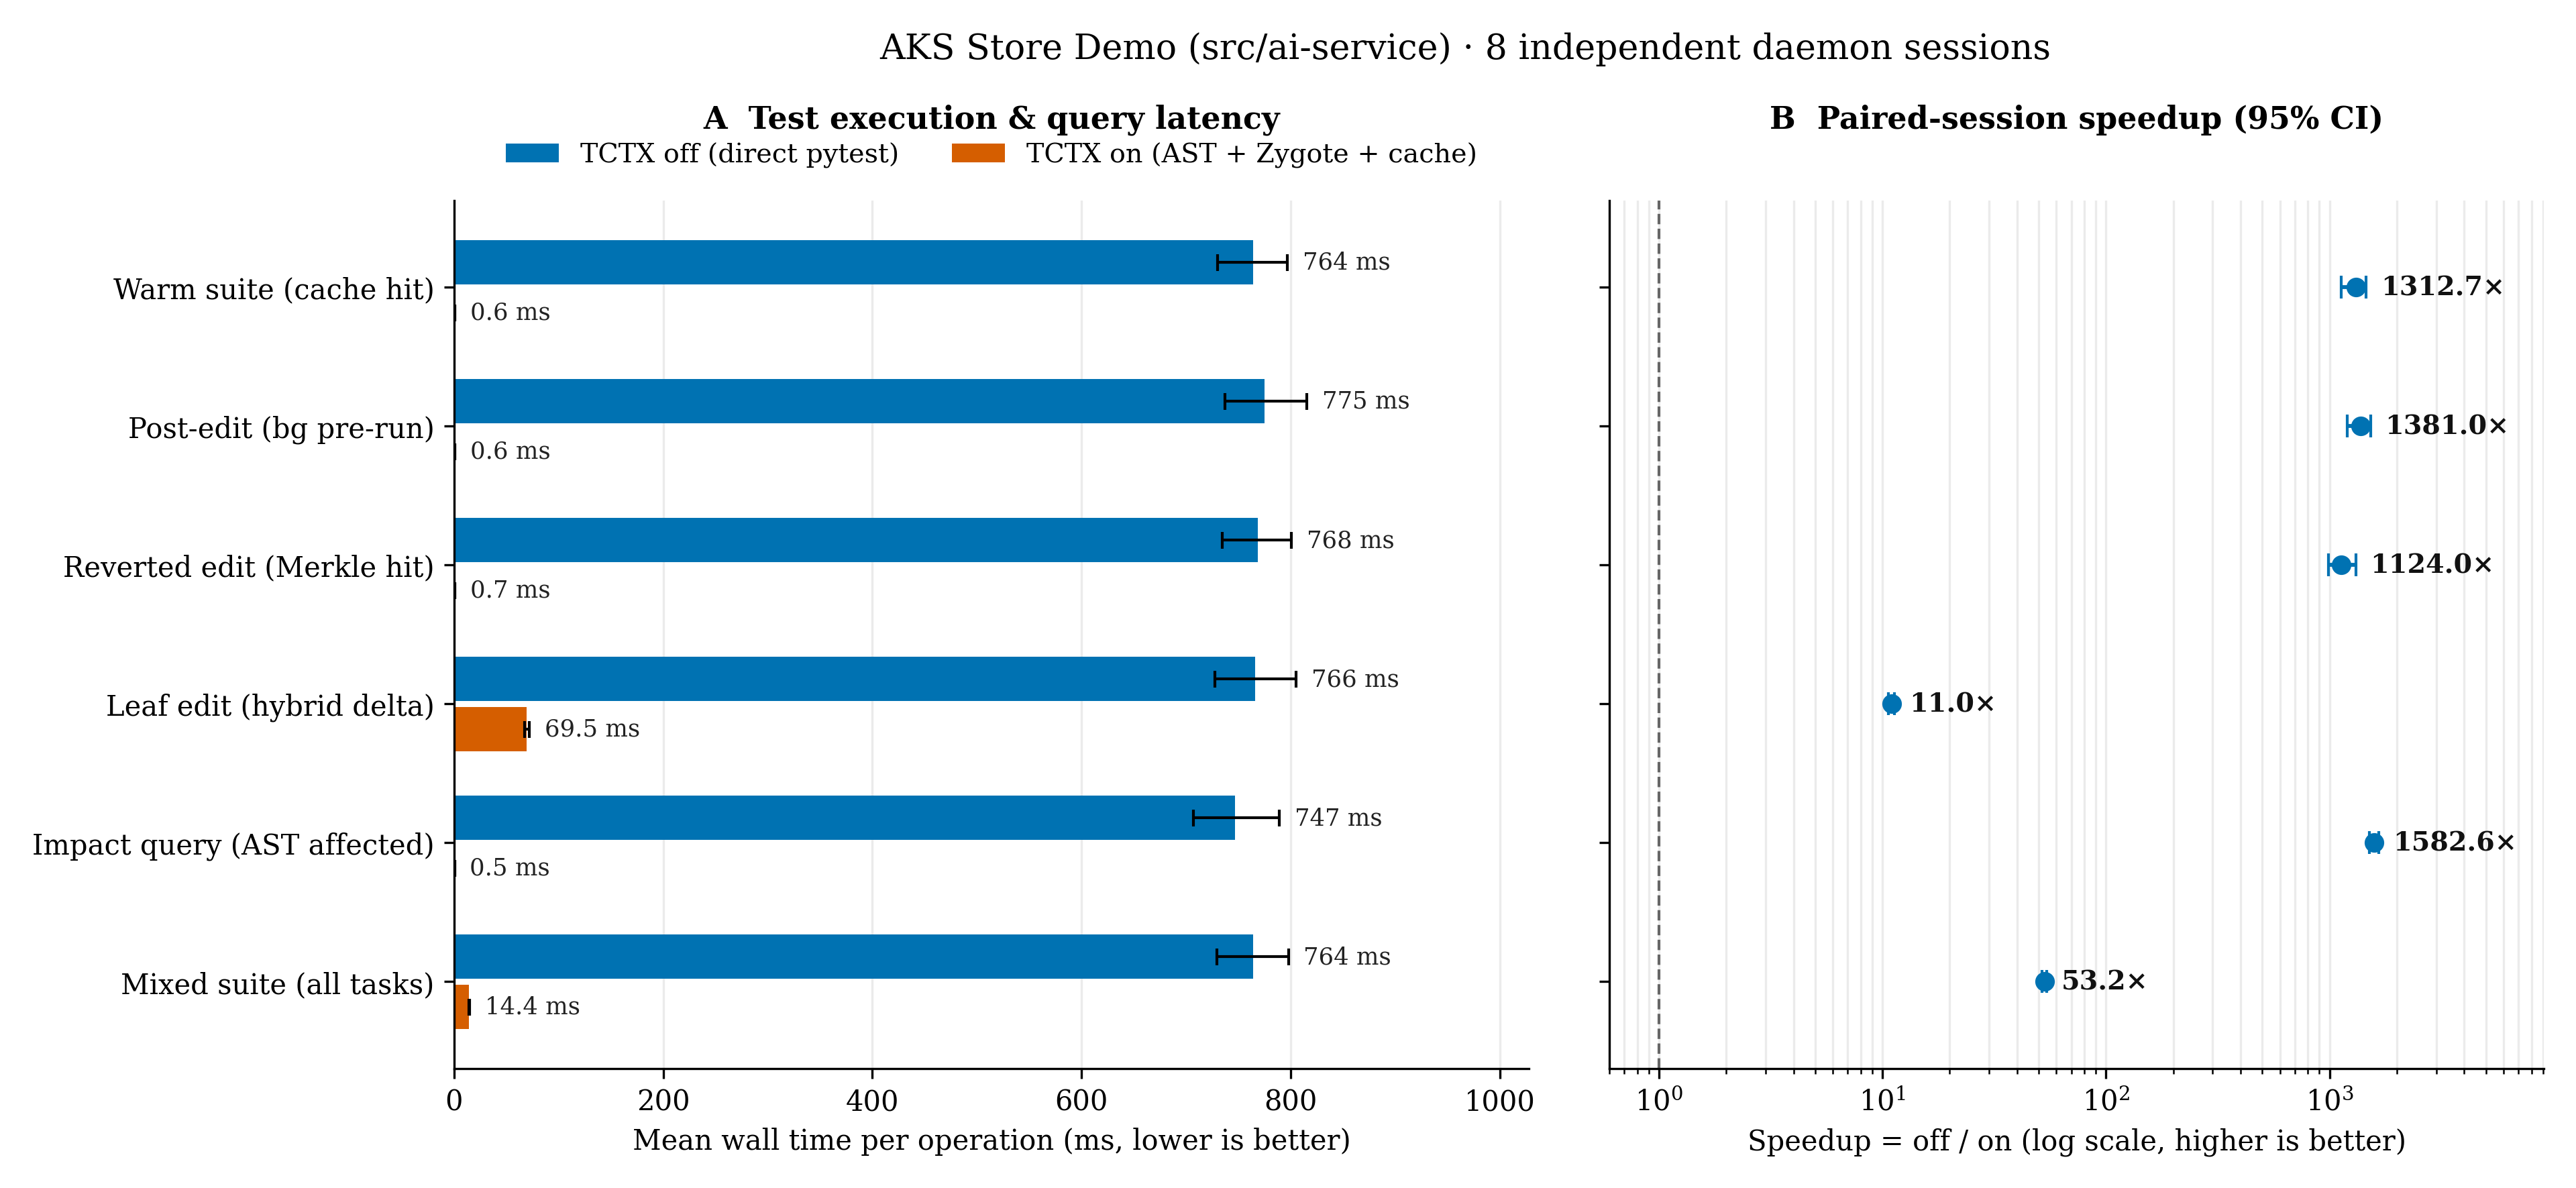 AKS Store Demo (src/ai-service) · 8 independent daemon sessions
A Test execution & query latency
TCTX off (direct pytest)
TCTX on (AST + Zygote + cache)
Warm suite (cache hit)
764 ms
0.6 ms
Post-edit (bg pre-run)
775 ms
0.6 ms
Reverted edit (Merkle hit)
768 ms
0.7 ms
Leaf edit (hybrid delta)
766 ms
69.5 ms
Impact query (AST affected)
747 ms
0.5 ms
Mixed suite (all tasks)
764 ms
14.4 ms
0 200 400 600 800 1000
Mean wall time per operation (ms, lower is better)
B Paired-session speedup (95% CI)
1312.7×
1381.0×
1124.0×
11.0×
1582.6×
53.2×
10⁰ 10¹ 10² 10³
Speedup = off / on (log scale, higher is better)